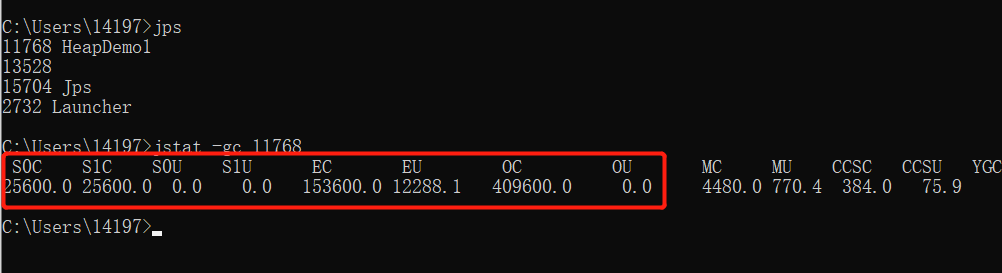 C:\Users\14197>jps
11768 HeapDemo1
13528
15704 Jps
2732 Launcher
C:\Users\14197>jstat -gc 11768
S0C S1C S0U S1U EC EU OC OU MC MU CCSC CCSU YGC
25600.0 25600.0 0.0 0.0 153600.0 12288.1 409600.0 0.0 4480.0 770.4 384.0 75.9
C:\Users\14197>